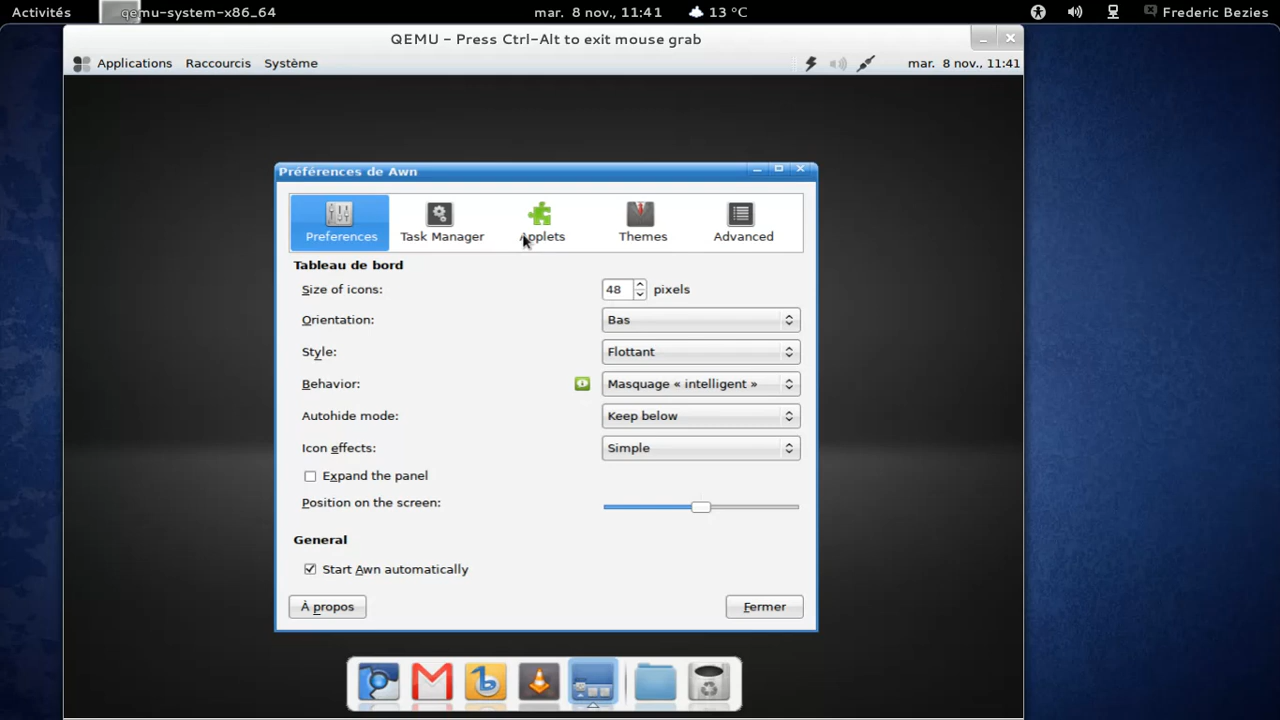 Activités qemu-system-x86_64 mar. 8 nov., 11:41 13 °C Frederic Bezies
QEMU - Press Ctrl-Alt to exit mouse grab
Applications Raccourcis Système mar. 8 nov., 11:41
Préférences de Awn
Preferences Task Manager Applets Themes Advanced
Tableau de bord
Size of icons: 48 pixels
Orientation: Bas
Style: Flottant
Behavior: Masquage « intelligent »
Autohide mode: Keep below
Icon effects: Simple
Expand the panel
Position on the screen:
General
Start Awn automatically
À propos Fermer